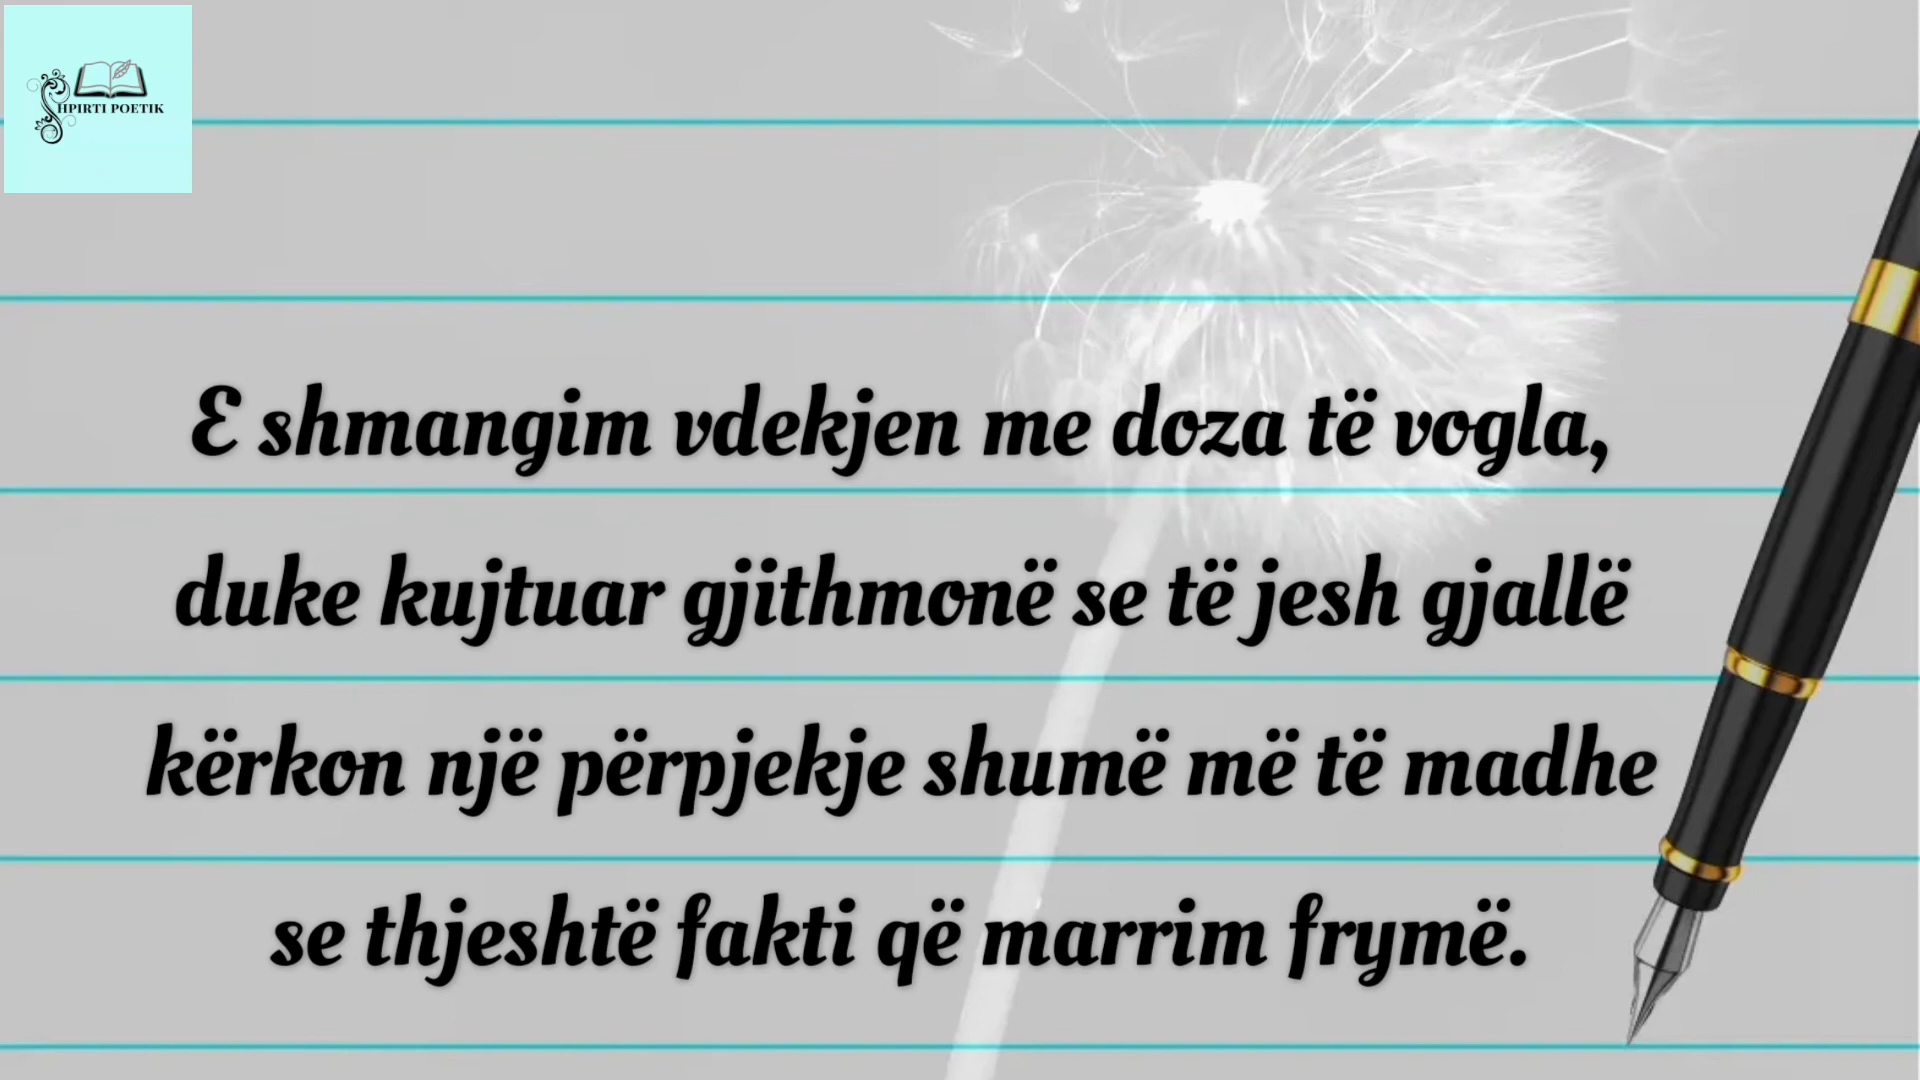 SHPIRTI POETIK
E shmangim vdekjen me doza të vogla,
duke kujtuar gjithmonë se të jesh gjallë
kërkon një përpjekje shumë më të madhe
se thjeshtë fakti që marrim frymë.